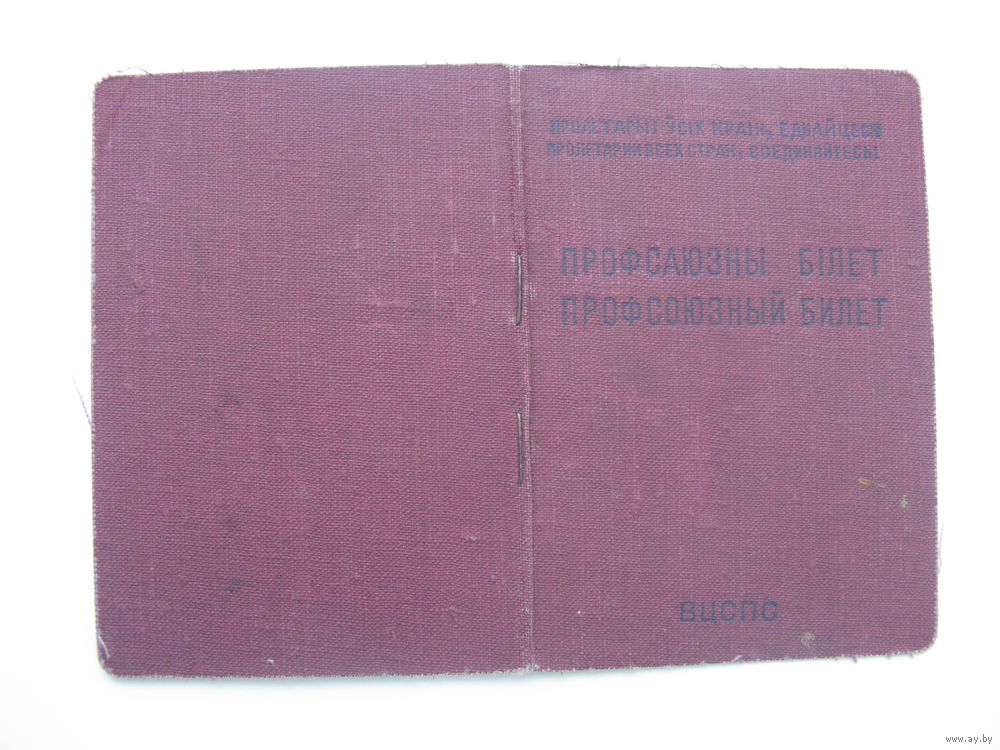 ПРОЛЕТАРЫІ ЎСІХ КРАІН, ЕДНАЙЦЕСЯ
ПРОЛЕТАРИИ ВСЕХ СТРАН, СОЕДИНЯЙТЕСЬ!
ПРОФСАЮЗНЫ БІЛЕТ
ПРОФСОЮЗНЫЙ БИЛЕТ
ВЦСПС
www.ay.by